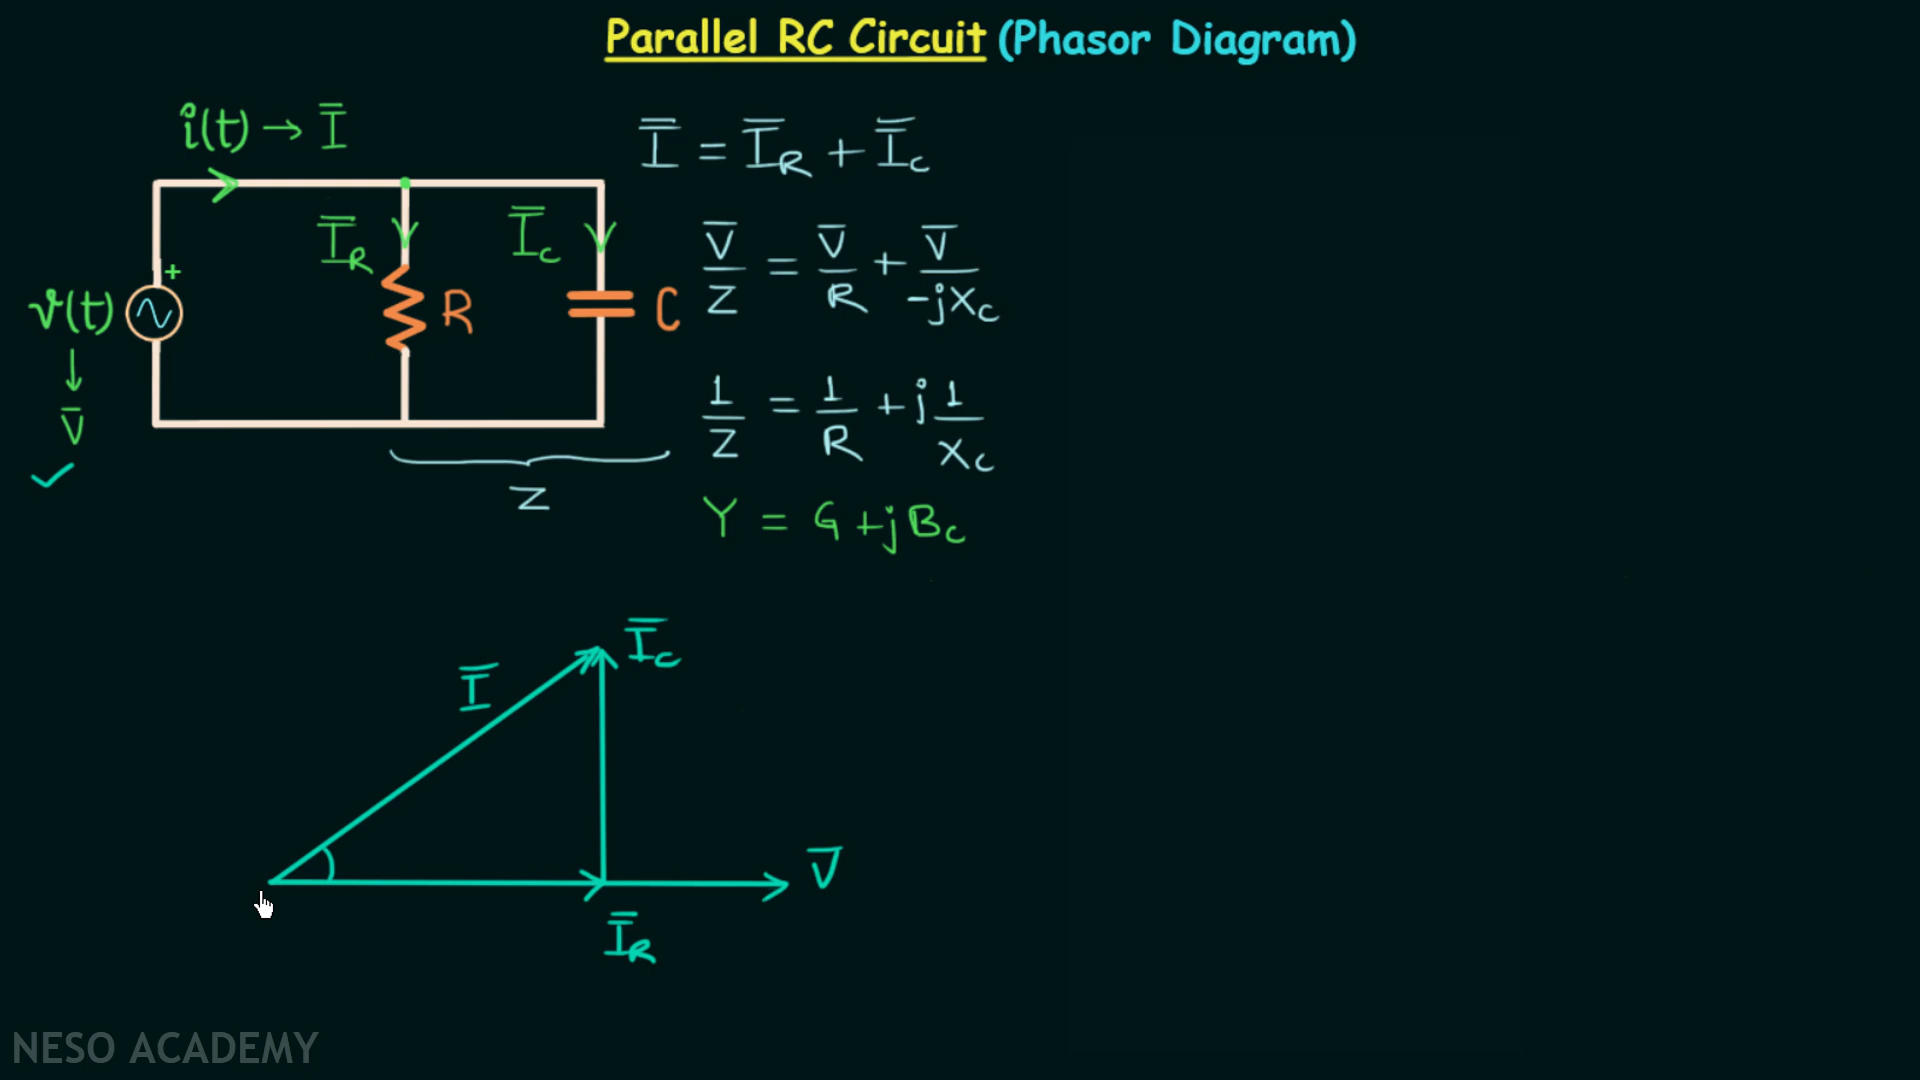 Parallel RC Circuit (Phasor Diagram)
i(t) → Ī
Ī = Ī_R + Ī_C
Ī_R
Ī_C
V̄/Z = V̄/R + V̄/-jX_C
+
v(t)
R
C
↓
V̄
1/Z = 1/R + j 1/X_C
Z
Y = G + jB_C
Ī_C
Ī
V̄
Ī_R
NESO ACADEMY